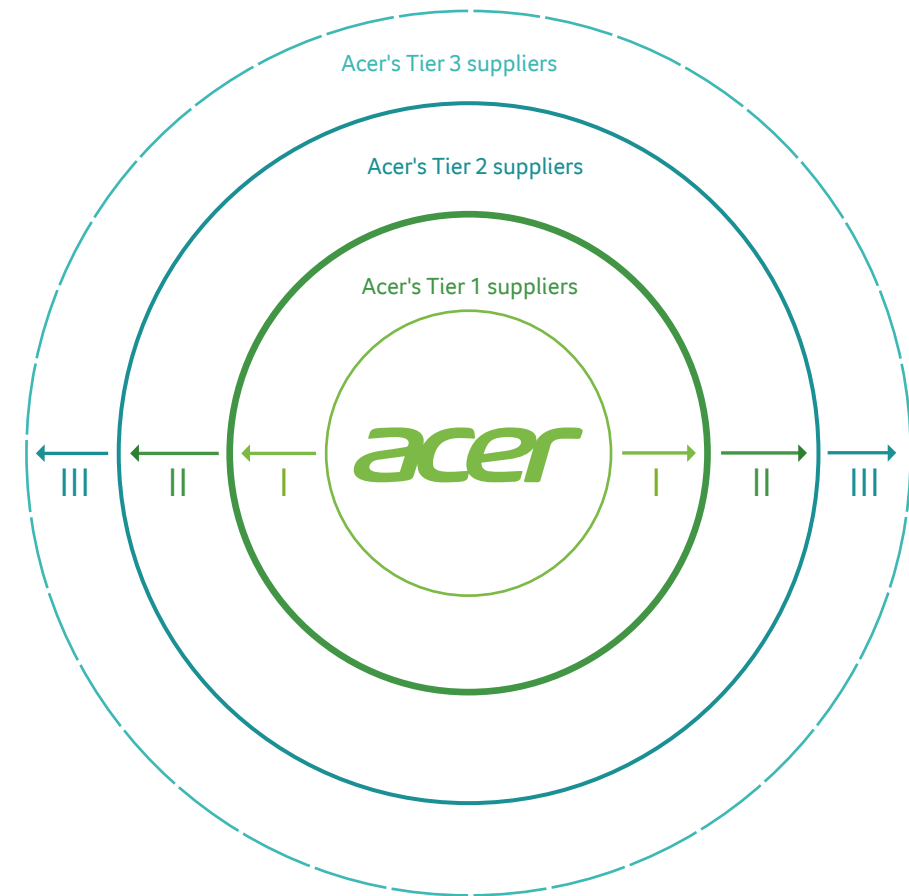 Acer's Tier 3 suppliers
Acer's Tier 2 suppliers
Acer's Tier 1 suppliers
acer
III II I I II III